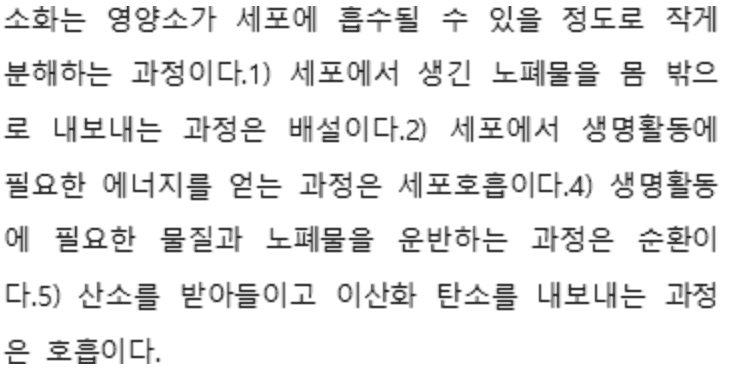 소화는 영양소가 세포에 흡수될 수 있을 정도로 작게
분해하는 과정이다.1) 세포에서 생긴 노폐물을 몸 밖으
로 내보내는 과정은 배설이다.2) 세포에서 생명활동에
필요한 에너지를 얻는 과정은 세포호흡이다.4) 생명활동
에 필요한 물질과 노폐물을 운반하는 과정은 순환이
다.5) 산소를 받아들이고 이산화 탄소를 내보내는 과정
은 호흡이다.